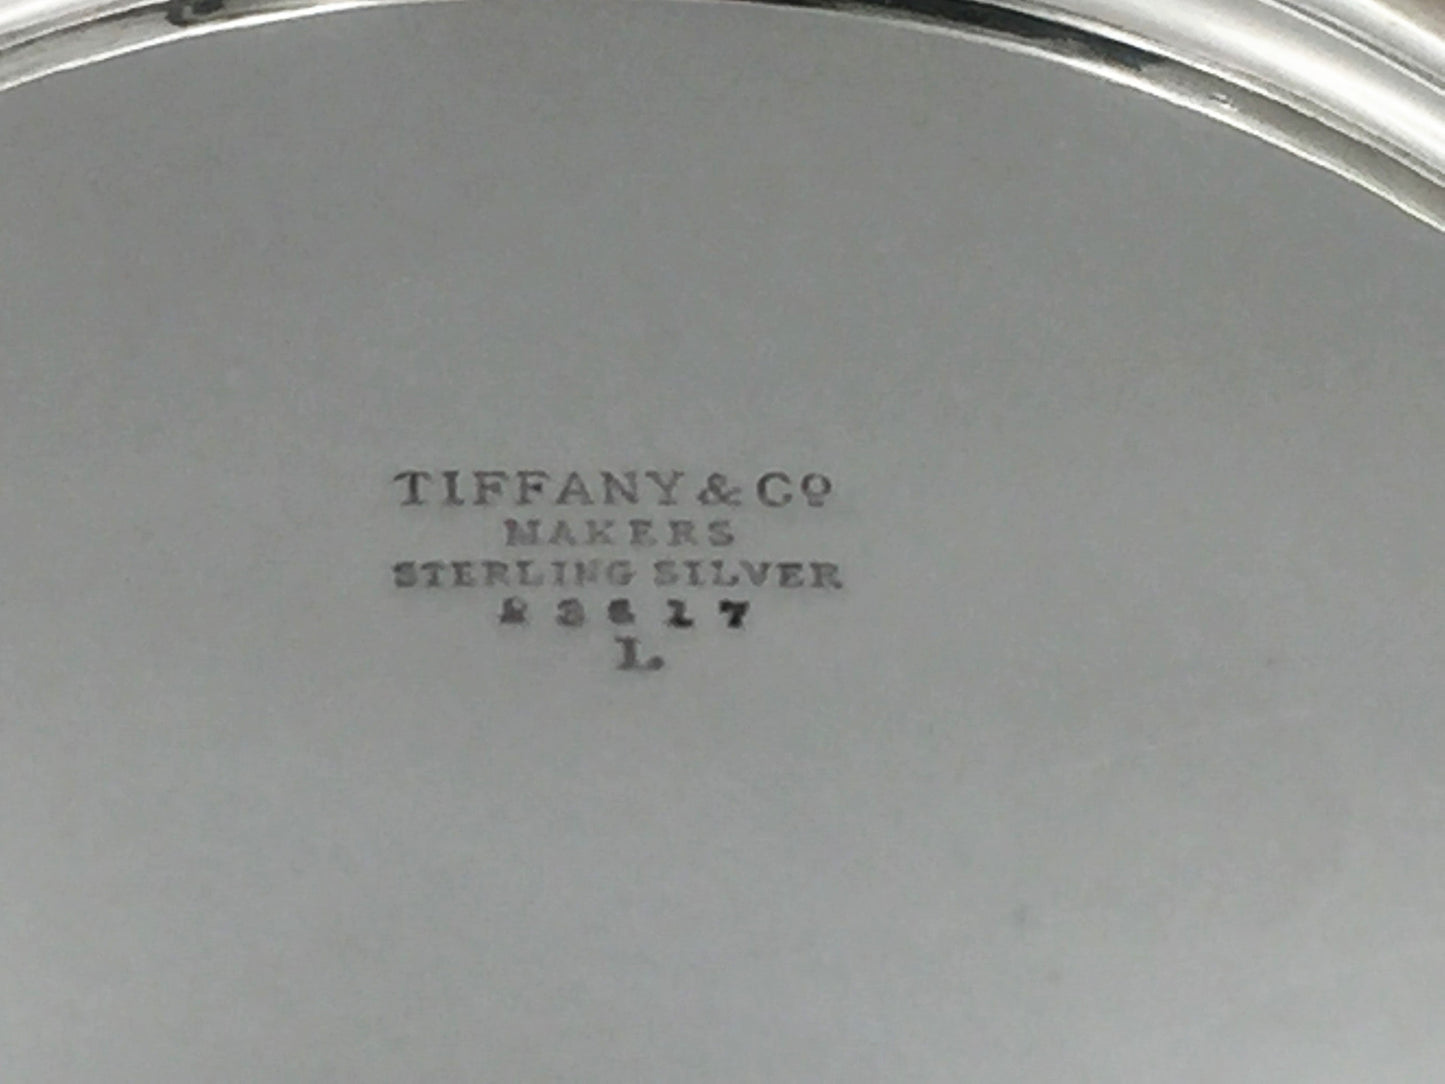 TIFFANY & Cº
MAKERS
STERLING SILVER
23617
L.